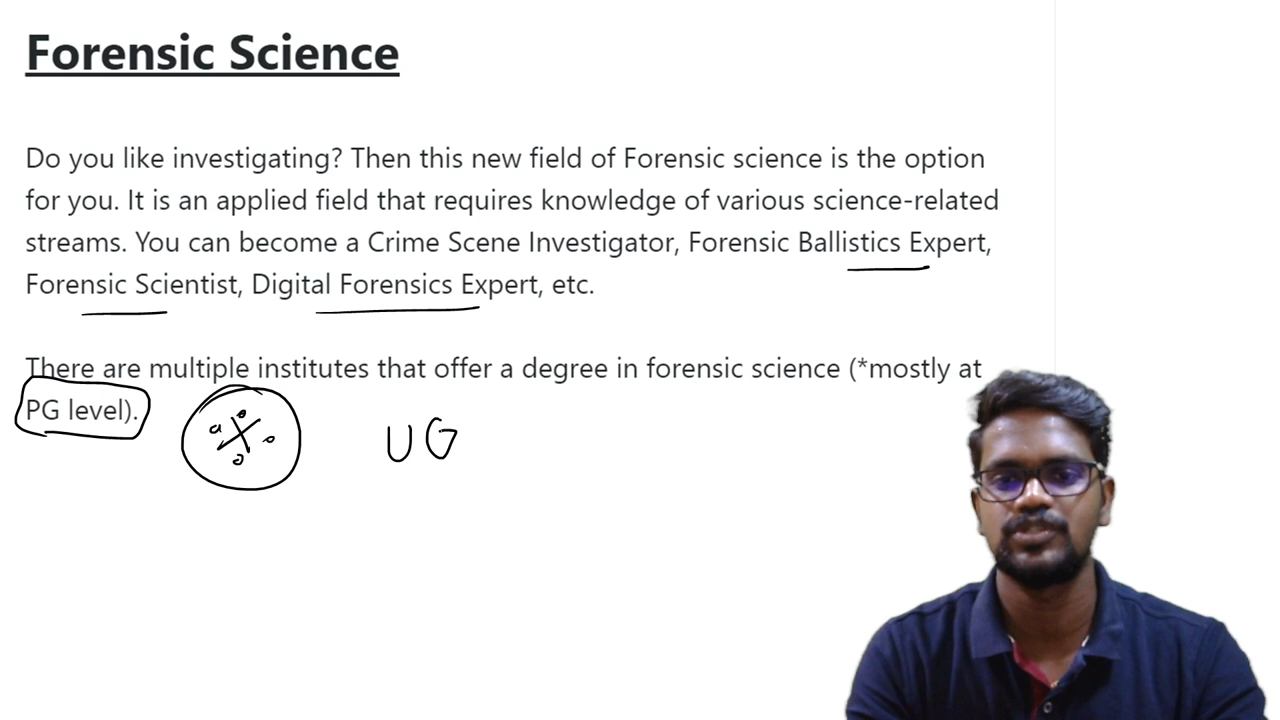 Forensic Science
Do you like investigating? Then this new field of Forensic science is the option
for you. It is an applied field that requires knowledge of various science-related
streams. You can become a Crime Scene Investigator, Forensic Ballistics Expert,
Forensic Scientist, Digital Forensics Expert, etc.
There are multiple institutes that offer a degree in forensic science (*mostly at
PG level).
UG